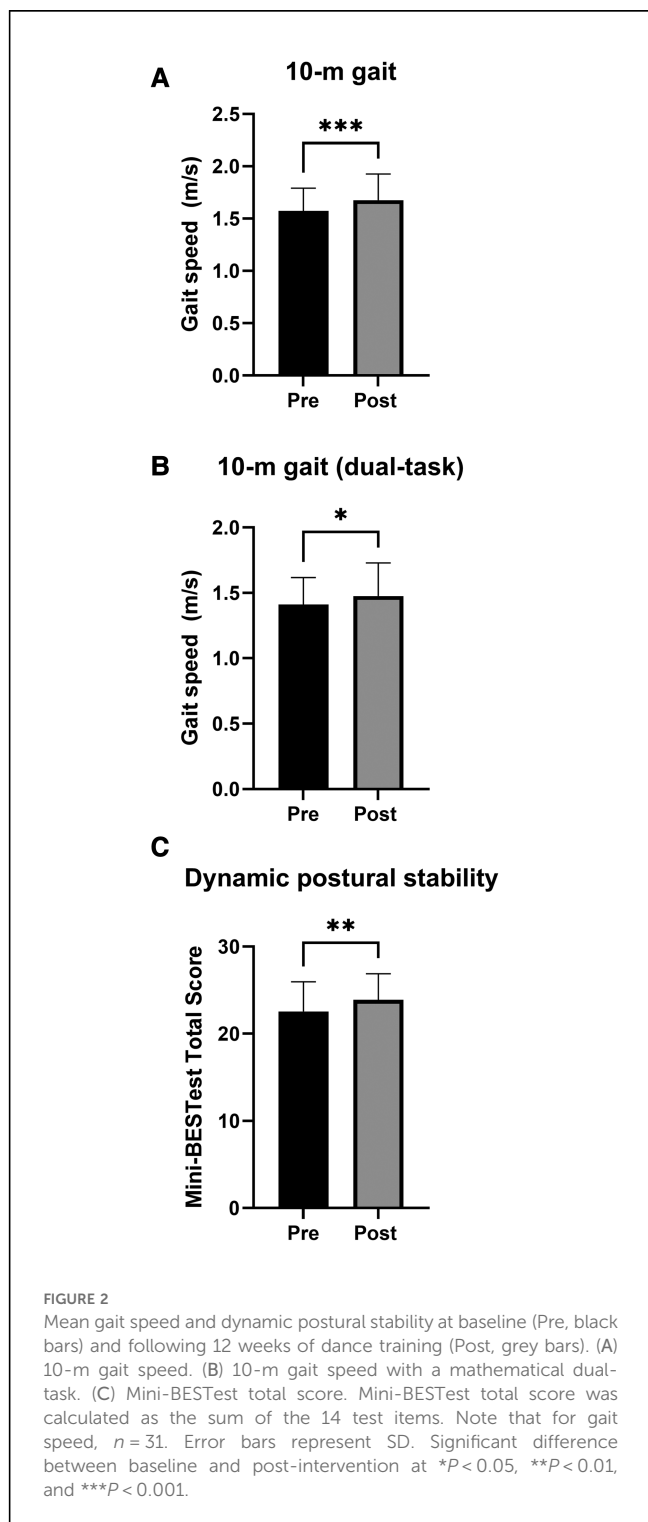 A
10-m gait
***
Gait speed (m/s)
2.5
2.0
1.5
1.0
0.5
0.0
Pre Post
B
10-m gait (dual-task)
*
Gait speed (m/s)
2.0
1.5
1.0
0.5
0.0
Pre Post
C
Dynamic postural stability
**
Mini-BESTest Total Score
30
20
10
0
Pre Post
FIGURE 2
Mean gait speed and dynamic postural stability at baseline (Pre, black
bars) and following 12 weeks of dance training (Post, grey bars). (A)
10-m gait speed. (B) 10-m gait speed with a mathematical dual-
task. (C) Mini-BESTest total score. Mini-BESTest total score was
calculated as the sum of the 14 test items. Note that for gait
speed, n = 31. Error bars represent SD. Significant difference
between baseline and post-intervention at *P < 0.05, **P < 0.01,
and ***P < 0.001.